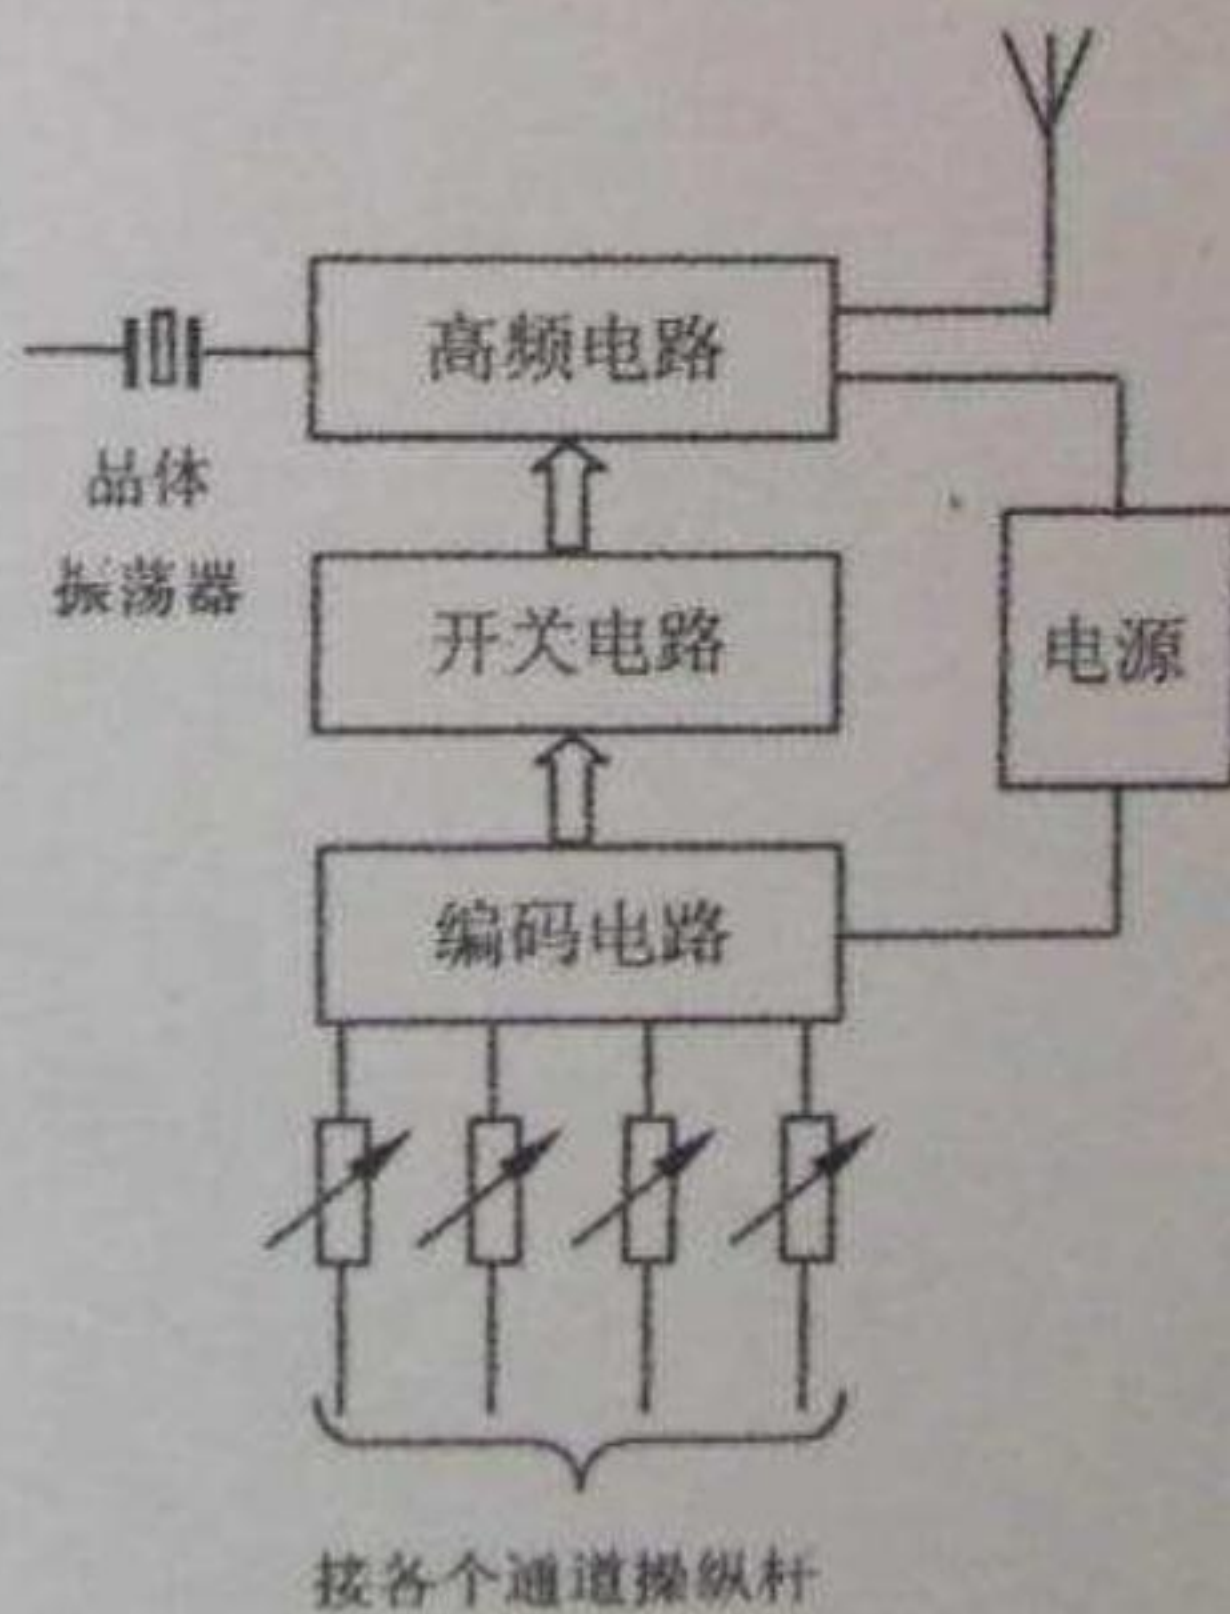 高频电路
晶体
振荡器
开关电路
电源
编码电路
接各个通道操纵杆